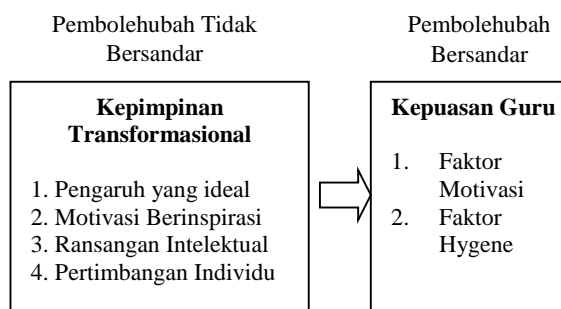 Pembolehubah Tidak
Bersandar
Kepimpinan
Transformasional
1. Pengaruh yang ideal
2. Motivasi Berinspirasi
3. Ransangan Intelektual
4. Pertimbangan Individu
Pembolehubah
Bersandar
Kepuasan Guru
1. Faktor
Motivasi
2. Faktor
Hygene